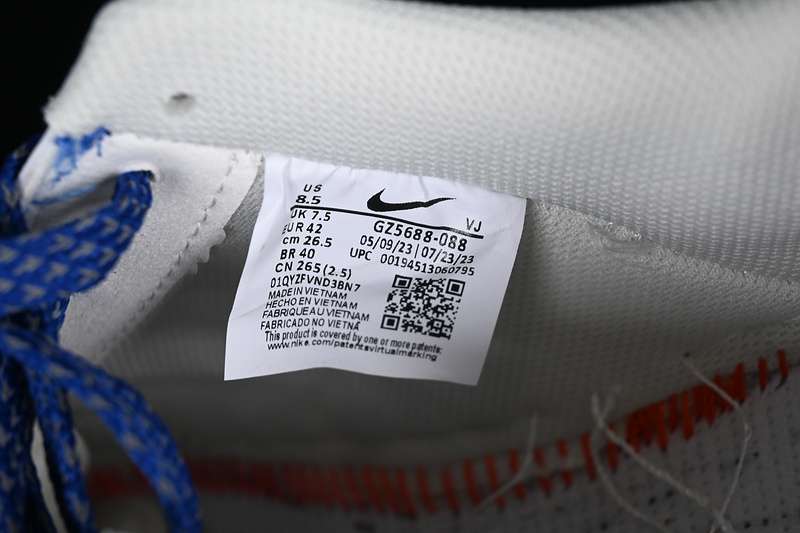 US
8.5
UK 7.5
EUR 42
cm 26.5
BR 40
CN 265 (2.5)
VJ
GZ5688-088
05/09/23 | 07/23/23
UPC 00194513060795
01QYZFVND3BN7
MADE IN VIETNAM
HECHO EN VIETNAM
FABRIQUE AU VIETNAM
FABRICADO NO VIETNÃ
This product is covered by one or more patents:
www.nike.com/patentsvirtualmarking